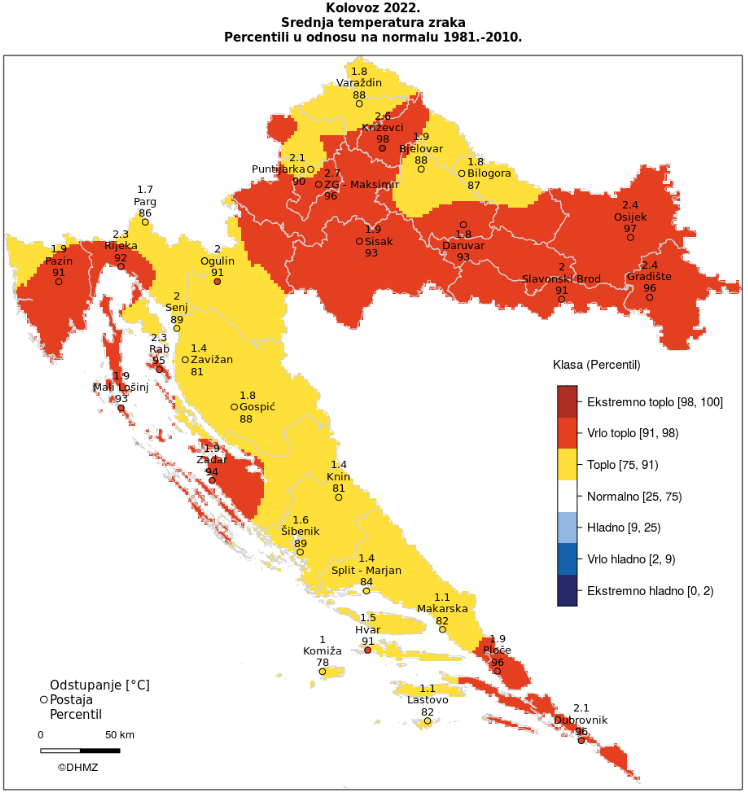 Kolovoz 2022.
Srednja temperatura zraka
Percentili u odnosu na normalu 1981.-2010.
1.8
Varaždin
88
2.6
Križevci
98
1.9
Bjelovar
88
2.1
Puntijarka
90
2.7
ZG - Maksimir
96
1.8
Bilogora
87
1.7
Parg
86
2.4
Osijek
97
2.3
Rijeka
92
1.9
Pazin
91
2
Ogulin
91
1.9
Sisak
93
1.8
Daruvar
93
2
Slavonski Brod
91
2.4
Gradište
96
2
Senj
89
2.3
Rab
95
1.4
Zavižan
81
1.9
Mali Lošinj
93
1.8
Gospić
88
Klasa (Percentil)
Ekstremno toplo [98, 100]
Vrlo toplo [91, 98)
Toplo [75, 91)
Normalno [25, 75)
Hladno [9, 25)
Vrlo hladno [2, 9)
Ekstremno hladno [0, 2)
1.9
Zadar
94
1.4
Knin
81
1.6
Šibenik
89
1.4
Split - Marjan
84
1.1
Makarska
82
1.5
Hvar
91
1
Komiža
78
1.9
Ploče
96
1.1
Lastovo
82
2.1
Dubrovnik
96
Odstupanje [°C]
Postaja
Percentil
0 50 km
©DHMZ